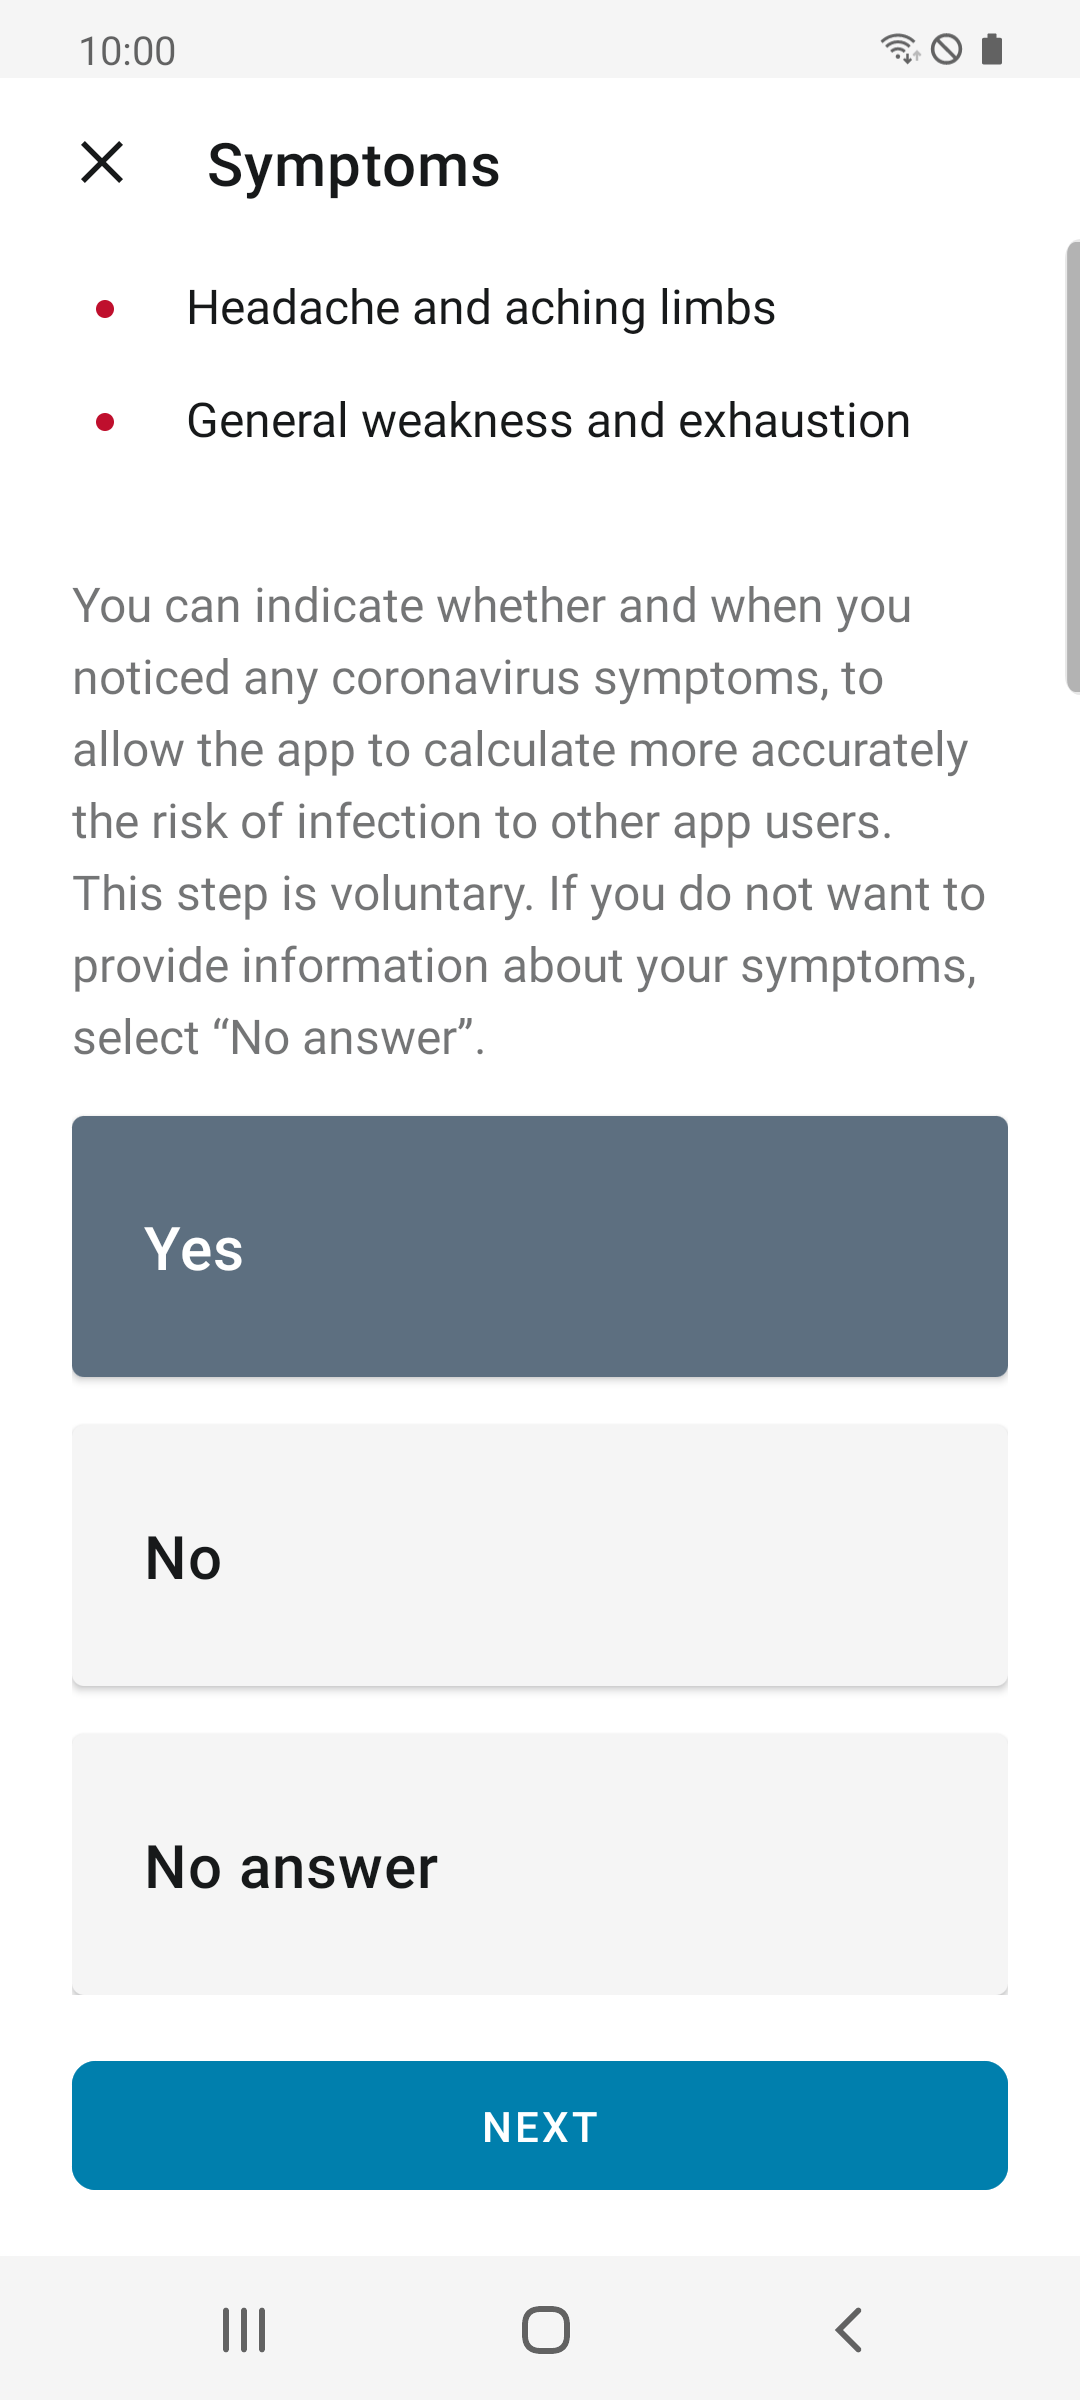 10:00
Symptoms
Headache and aching limbs
General weakness and exhaustion
You can indicate whether and when you
noticed any coronavirus symptoms, to
allow the app to calculate more accurately
the risk of infection to other app users.
This step is voluntary. If you do not want to
provide information about your symptoms,
select “No answer”.
Yes
No
No answer
NEXT